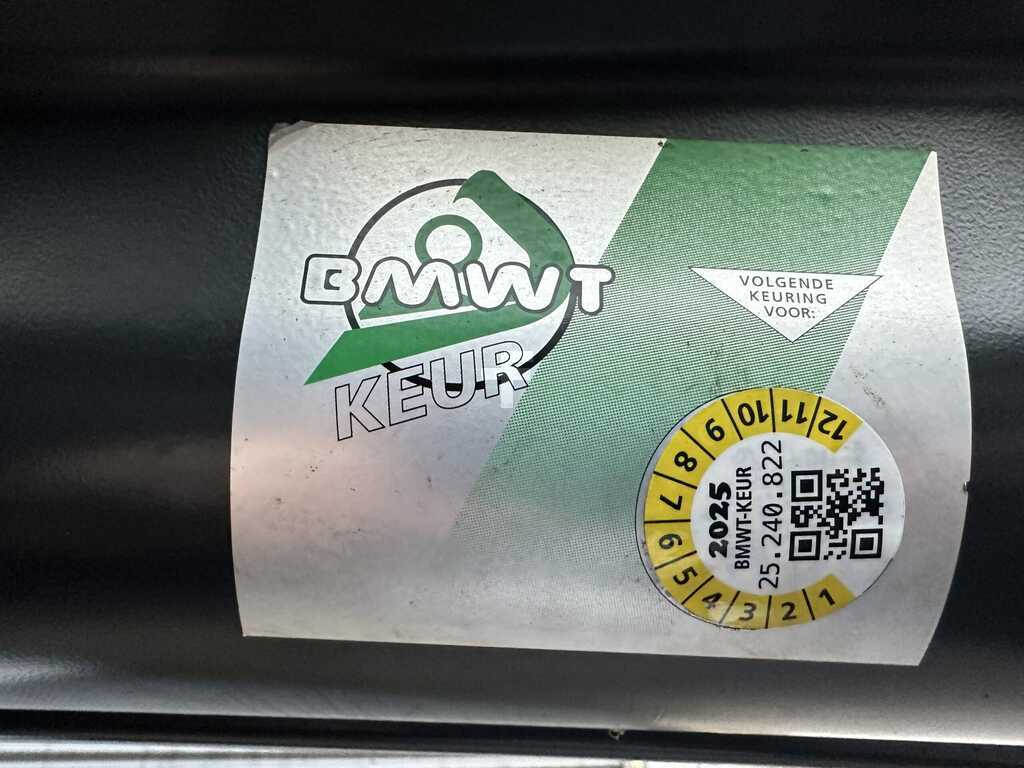 BMWT
KEUR
VOLGENDE
KEURING
VOOR:
1 2 3 4 5 6 7 8 9 10 11 12
2025
BMWT-KEUR
25.240.822